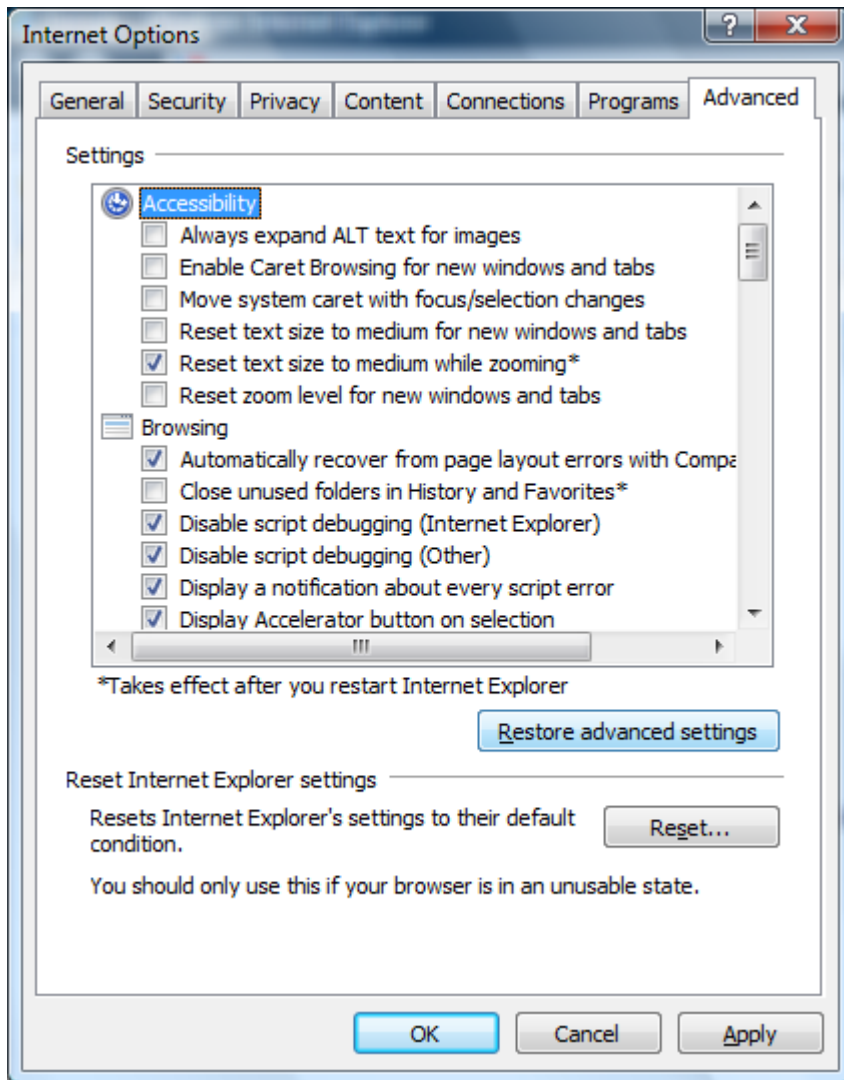 Internet Options
General Security Privacy Content Connections Programs Advanced
Settings
Accessibility
Always expand ALT text for images
Enable Caret Browsing for new windows and tabs
Move system caret with focus/selection changes
Reset text size to medium for new windows and tabs
Reset text size to medium while zooming*
Reset zoom level for new windows and tabs
Browsing
Automatically recover from page layout errors with Compa
Close unused folders in History and Favorites*
Disable script debugging (Internet Explorer)
Disable script debugging (Other)
Display a notification about every script error
Display Accelerator button on selection
*Takes effect after you restart Internet Explorer
Restore advanced settings
Reset Internet Explorer settings
Resets Internet Explorer's settings to their default
condition.
Reset...
You should only use this if your browser is in an unusable state.
OK Cancel Apply